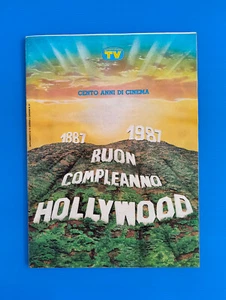 TV
CENTO ANNI DI CINEMA
1887 1987
BUON
COMPLEANNO
HOLLYWOOD